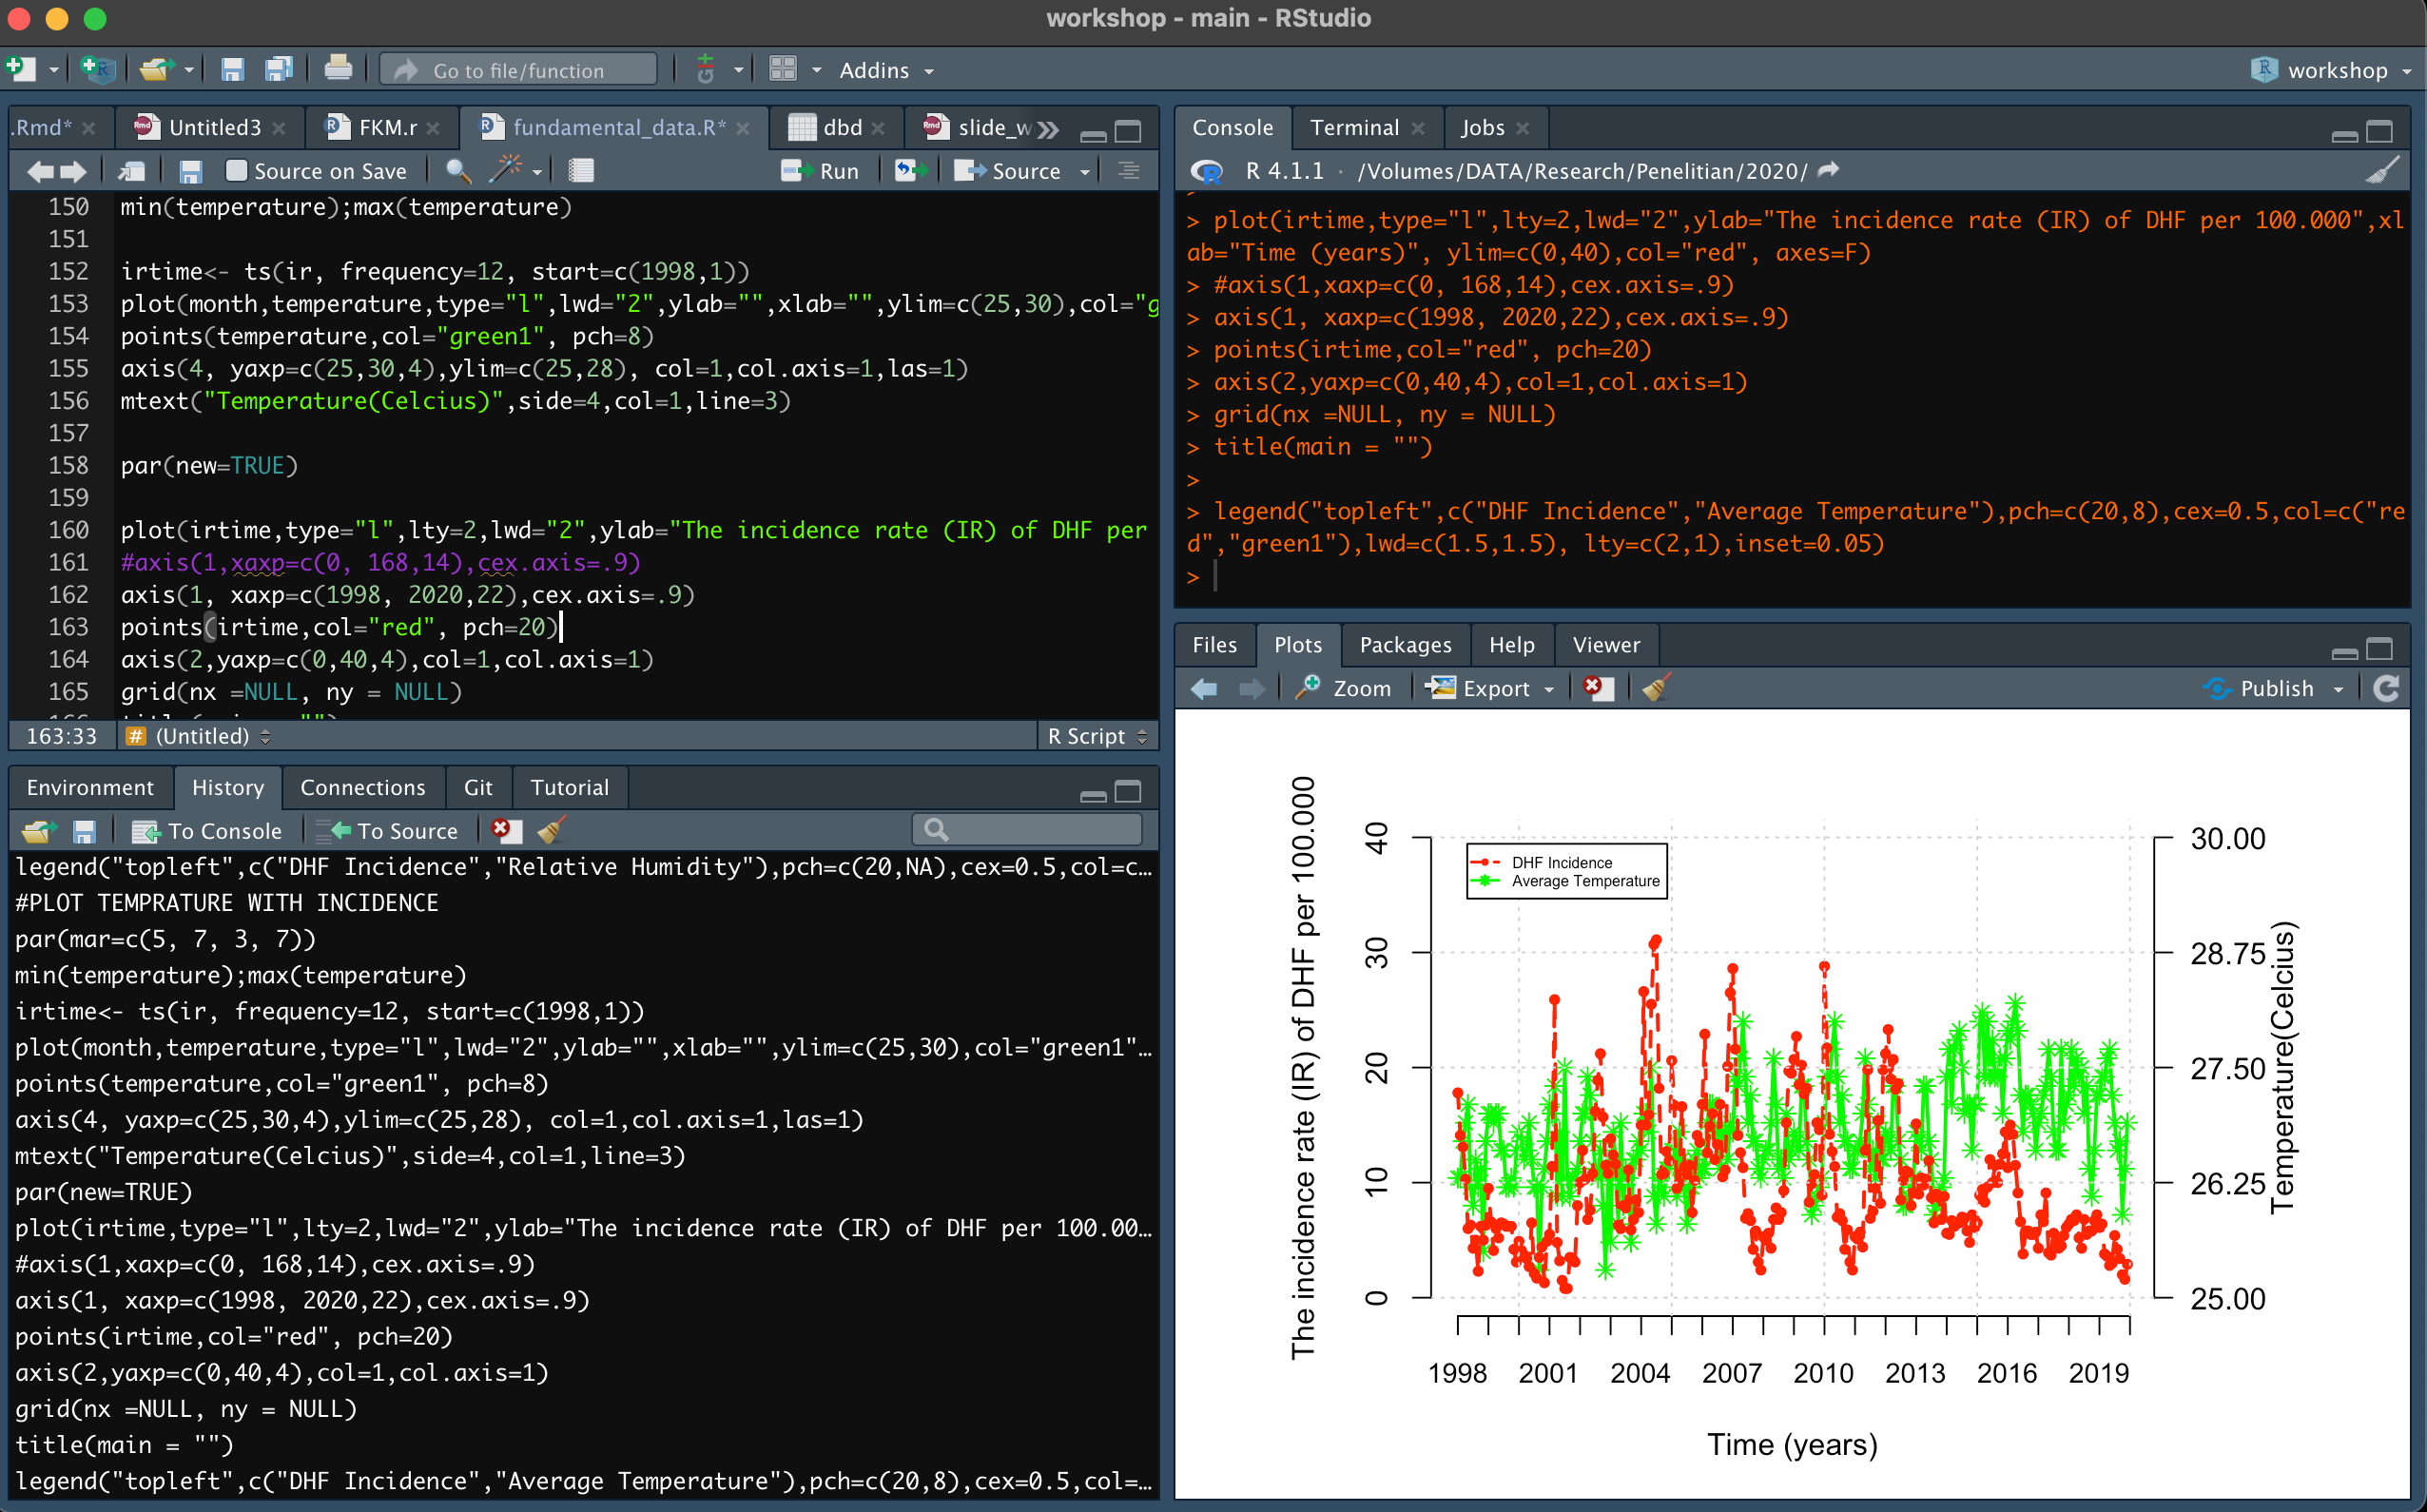 workshop - main - RStudio
Go to file/function
Addins
workshop
.Rmd*
Untitled3
FKM.r
fundamental_data.R*
dbd
slide_w
Source on Save
Run
Source
150 min(temperature);max(temperature)
151
152 irtime<- ts(ir, frequency=12, start=c(1998,1))
153 plot(month,temperature,type="l",lwd="2",ylab="",xlab="",ylim=c(25,30),col="g
154 points(temperature,col="green1", pch=8)
155 axis(4, yaxp=c(25,30,4),ylim=c(25,28), col=1,col.axis=1,las=1)
156 mtext("Temperature(Celcius)",side=4,col=1,line=3)
157
158 par(new=TRUE)
159
160 plot(irtime,type="l",lty=2,lwd="2",ylab="The incidence rate (IR) of DHF per
161 #axis(1,xaxp=c(0, 168,14),cex.axis=.9)
162 axis(1, xaxp=c(1998, 2020,22),cex.axis=.9)
163 points(irtime,col="red", pch=20)
164 axis(2,yaxp=c(0,40,4),col=1,col.axis=1)
165 grid(nx =NULL, ny = NULL)
163:33
(Untitled)
R Script
Environment
History
Connections
Git
Tutorial
To Console
To Source
legend("topleft",c("DHF Incidence","Relative Humidity"),pch=c(20,NA),cex=0.5,col=c…
#PLOT TEMPRATURE WITH INCIDENCE
par(mar=c(5, 7, 3, 7))
min(temperature);max(temperature)
irtime<- ts(ir, frequency=12, start=c(1998,1))
plot(month,temperature,type="l",lwd="2",ylab="",xlab="",ylim=c(25,30),col="green1"…
points(temperature,col="green1", pch=8)
axis(4, yaxp=c(25,30,4),ylim=c(25,28), col=1,col.axis=1,las=1)
mtext("Temperature(Celcius)",side=4,col=1,line=3)
par(new=TRUE)
plot(irtime,type="l",lty=2,lwd="2",ylab="The incidence rate (IR) of DHF per 100.00…
#axis(1,xaxp=c(0, 168,14),cex.axis=.9)
axis(1, xaxp=c(1998, 2020,22),cex.axis=.9)
points(irtime,col="red", pch=20)
axis(2,yaxp=c(0,40,4),col=1,col.axis=1)
grid(nx =NULL, ny = NULL)
title(main = "")
legend("topleft",c("DHF Incidence","Average Temperature"),pch=c(20,8),cex=0.5,col=…
Console
Terminal
Jobs
R 4.1.1 · /Volumes/DATA/Research/Penelitian/2020/
> plot(irtime,type="l",lty=2,lwd="2",ylab="The incidence rate (IR) of DHF per 100.000",xl
ab="Time (years)", ylim=c(0,40),col="red", axes=F)
> #axis(1,xaxp=c(0, 168,14),cex.axis=.9)
> axis(1, xaxp=c(1998, 2020,22),cex.axis=.9)
> points(irtime,col="red", pch=20)
> axis(2,yaxp=c(0,40,4),col=1,col.axis=1)
> grid(nx =NULL, ny = NULL)
> title(main = "")
>
> legend("topleft",c("DHF Incidence","Average Temperature"),pch=c(20,8),cex=0.5,col=c("re
d","green1"),lwd=c(1.5,1.5), lty=c(2,1),inset=0.05)
>
Files
Plots
Packages
Help
Viewer
Zoom
Export
Publish
The incidence rate (IR) of DHF per 100.000
40
30
20
10
0
DHF Incidence
Average Temperature
30.00
28.75
27.50
26.25
25.00
Temperature(Celcius)
1998 2001 2004 2007 2010 2013 2016 2019
Time (years)